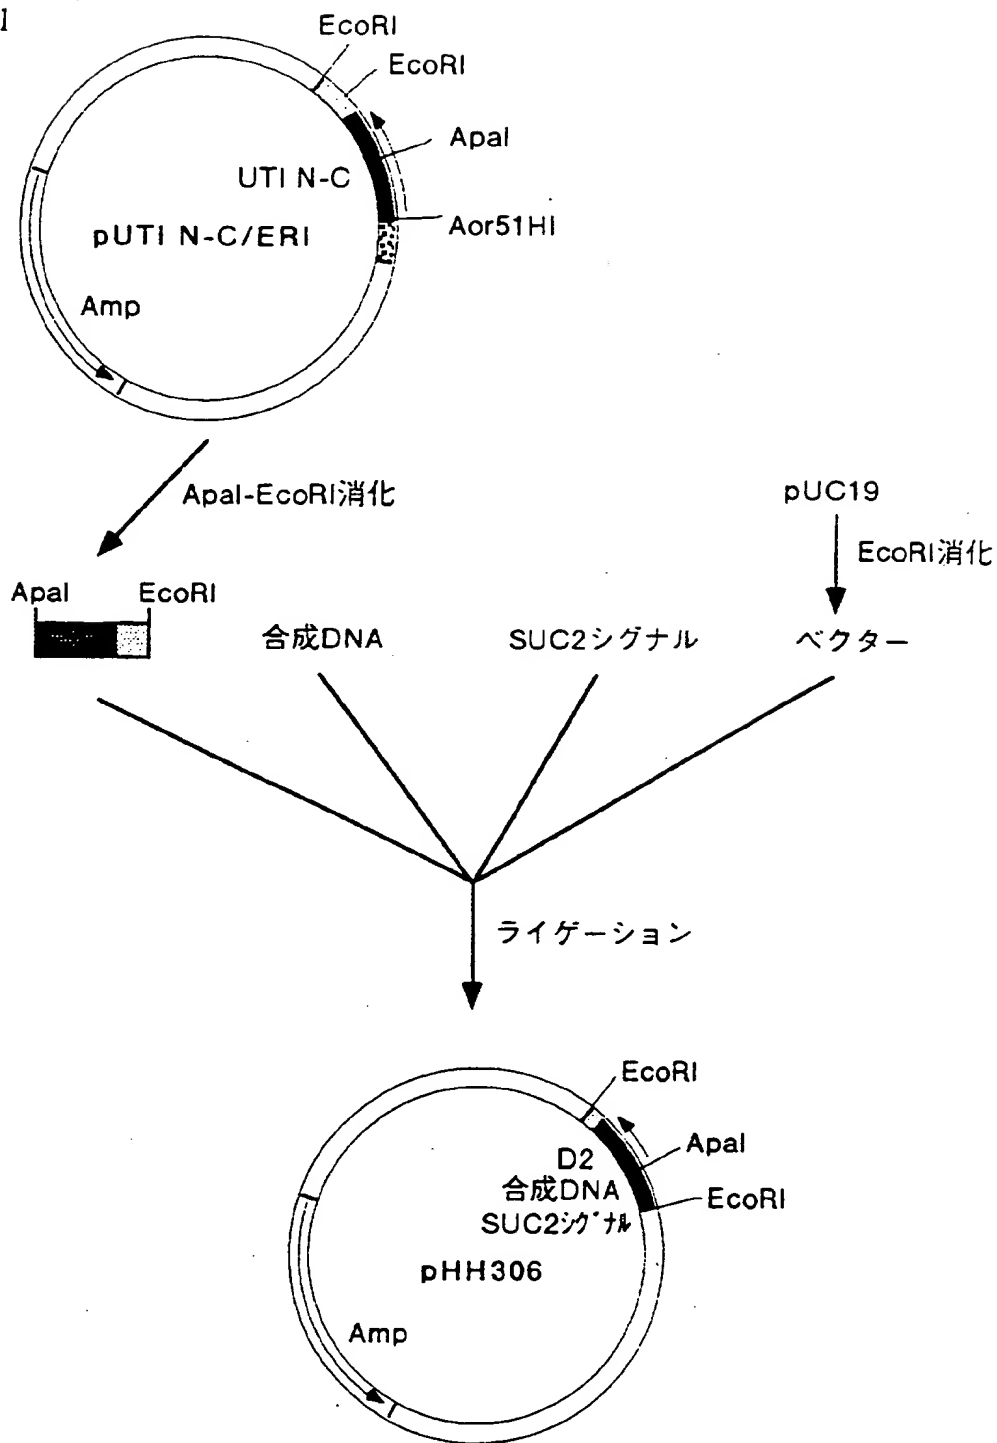 1
EcoRI
EcoRI
ApaI
UTI N-C
Aor51HI
pUTI N-C/ERI
Amp
ApaI-EcoRI消化
pUC19
EcoRI消化
ApaI
EcoRI
合成DNA
SUC2シグナル
ベクター
ライゲーション
EcoRI
D2
ApaI
合成DNA
EcoRI
SUC2シグナル
pHH306
Amp